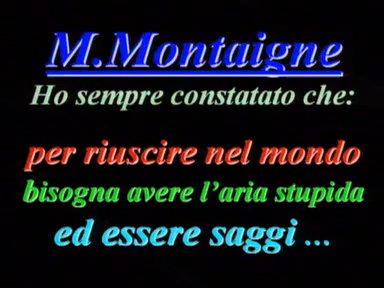 M.Montaigne
Ho sempre constatato che:
per riuscire nel mondo
bisogna avere l'aria stupida
ed essere saggi ...